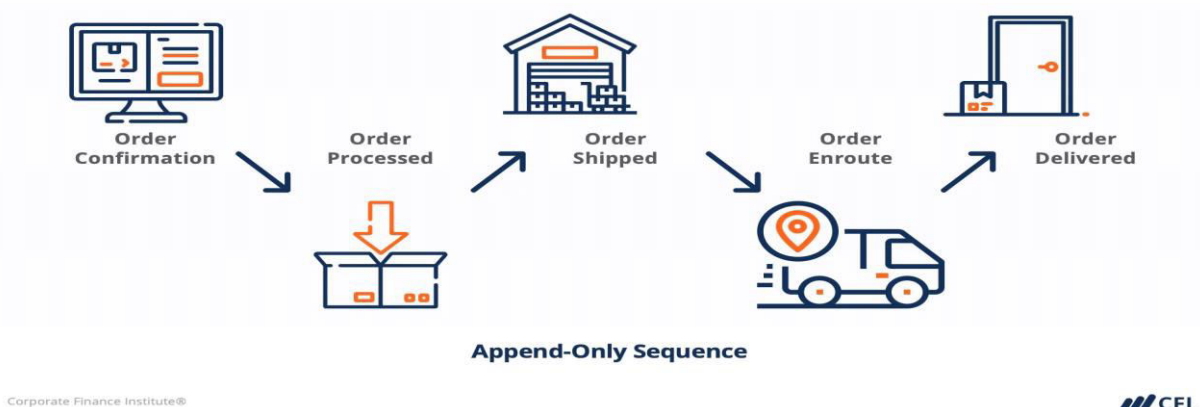 Order
Confirmation
Order
Processed
Order
Shipped
Order
Enroute
Order
Delivered
Append-Only Sequence
Corporate Finance Institute®
CFI